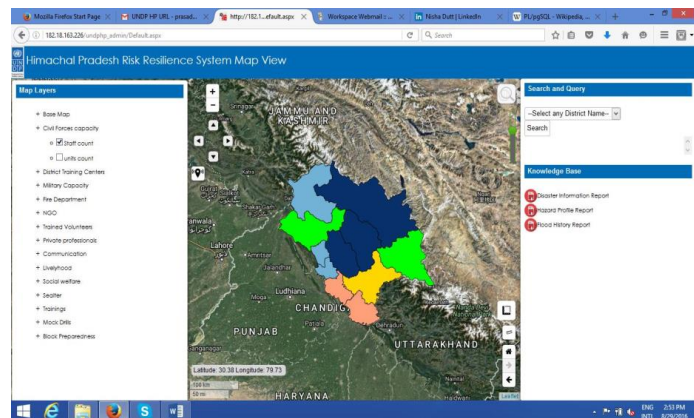 Mozilla Firefox Start Page
UNDP HP URL - prasad...
http://182.1...efault.aspx
Workspace Webmail :: ...
Nicha Dutt | LinkedIn
PL/pgSQL - Wikipedia, ...
182.18.163.226/undphp_admin/Default.aspx
Search
Himachal Pradesh Risk Resilience System Map View
Map Layers
+ Base Map
+ Civil Forces capacity
Staff count
units count
+ District Training Centers
+ Military Capacity
+ Fire Department
+ NGO
+ Trained Volunteers
+ Private professionals
+ Communication
+ Livelyhood
+ Social welfare
+ Sealter
+ Trainings
+ Mock Drills
+ Block Preparedness
Srinagar
JAMMU AND
KASHMIR
Lahore
Amritsar
Jalandhar
Ludhiana
Moga
CHANDIG
Patiala
Dehradun
PUNJAB
UTTARAKHAND
Nainital
Haldwani
HARYANA
Latitude: 30.38 Longitude: 79.73
100 km
50 mi
Leaflet
Search and Query
--Select any District Name--
Search
Knowledge Base
Disaster Information Report
Hazard Profile Report
Flood History Report
ENG
INTL
2:53 PM
8/29/2016